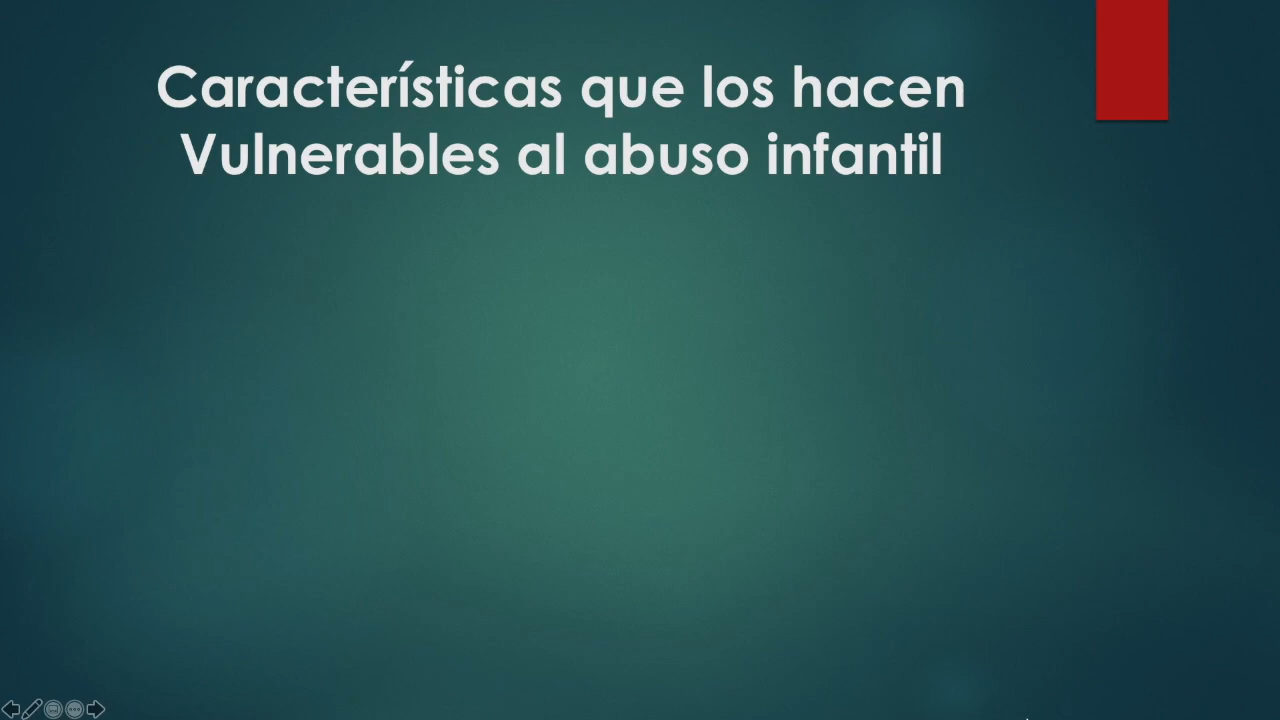 Características que los hacen
Vulnerables al abuso infantil